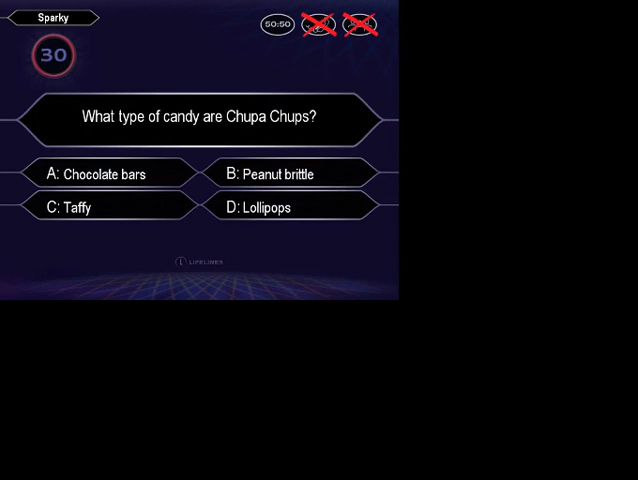 Sparky
50:50
30
What type of candy are Chupa Chups?
A: Chocolate bars
B: Peanut brittle
C: Taffy
D: Lollipops
L LIFELINES